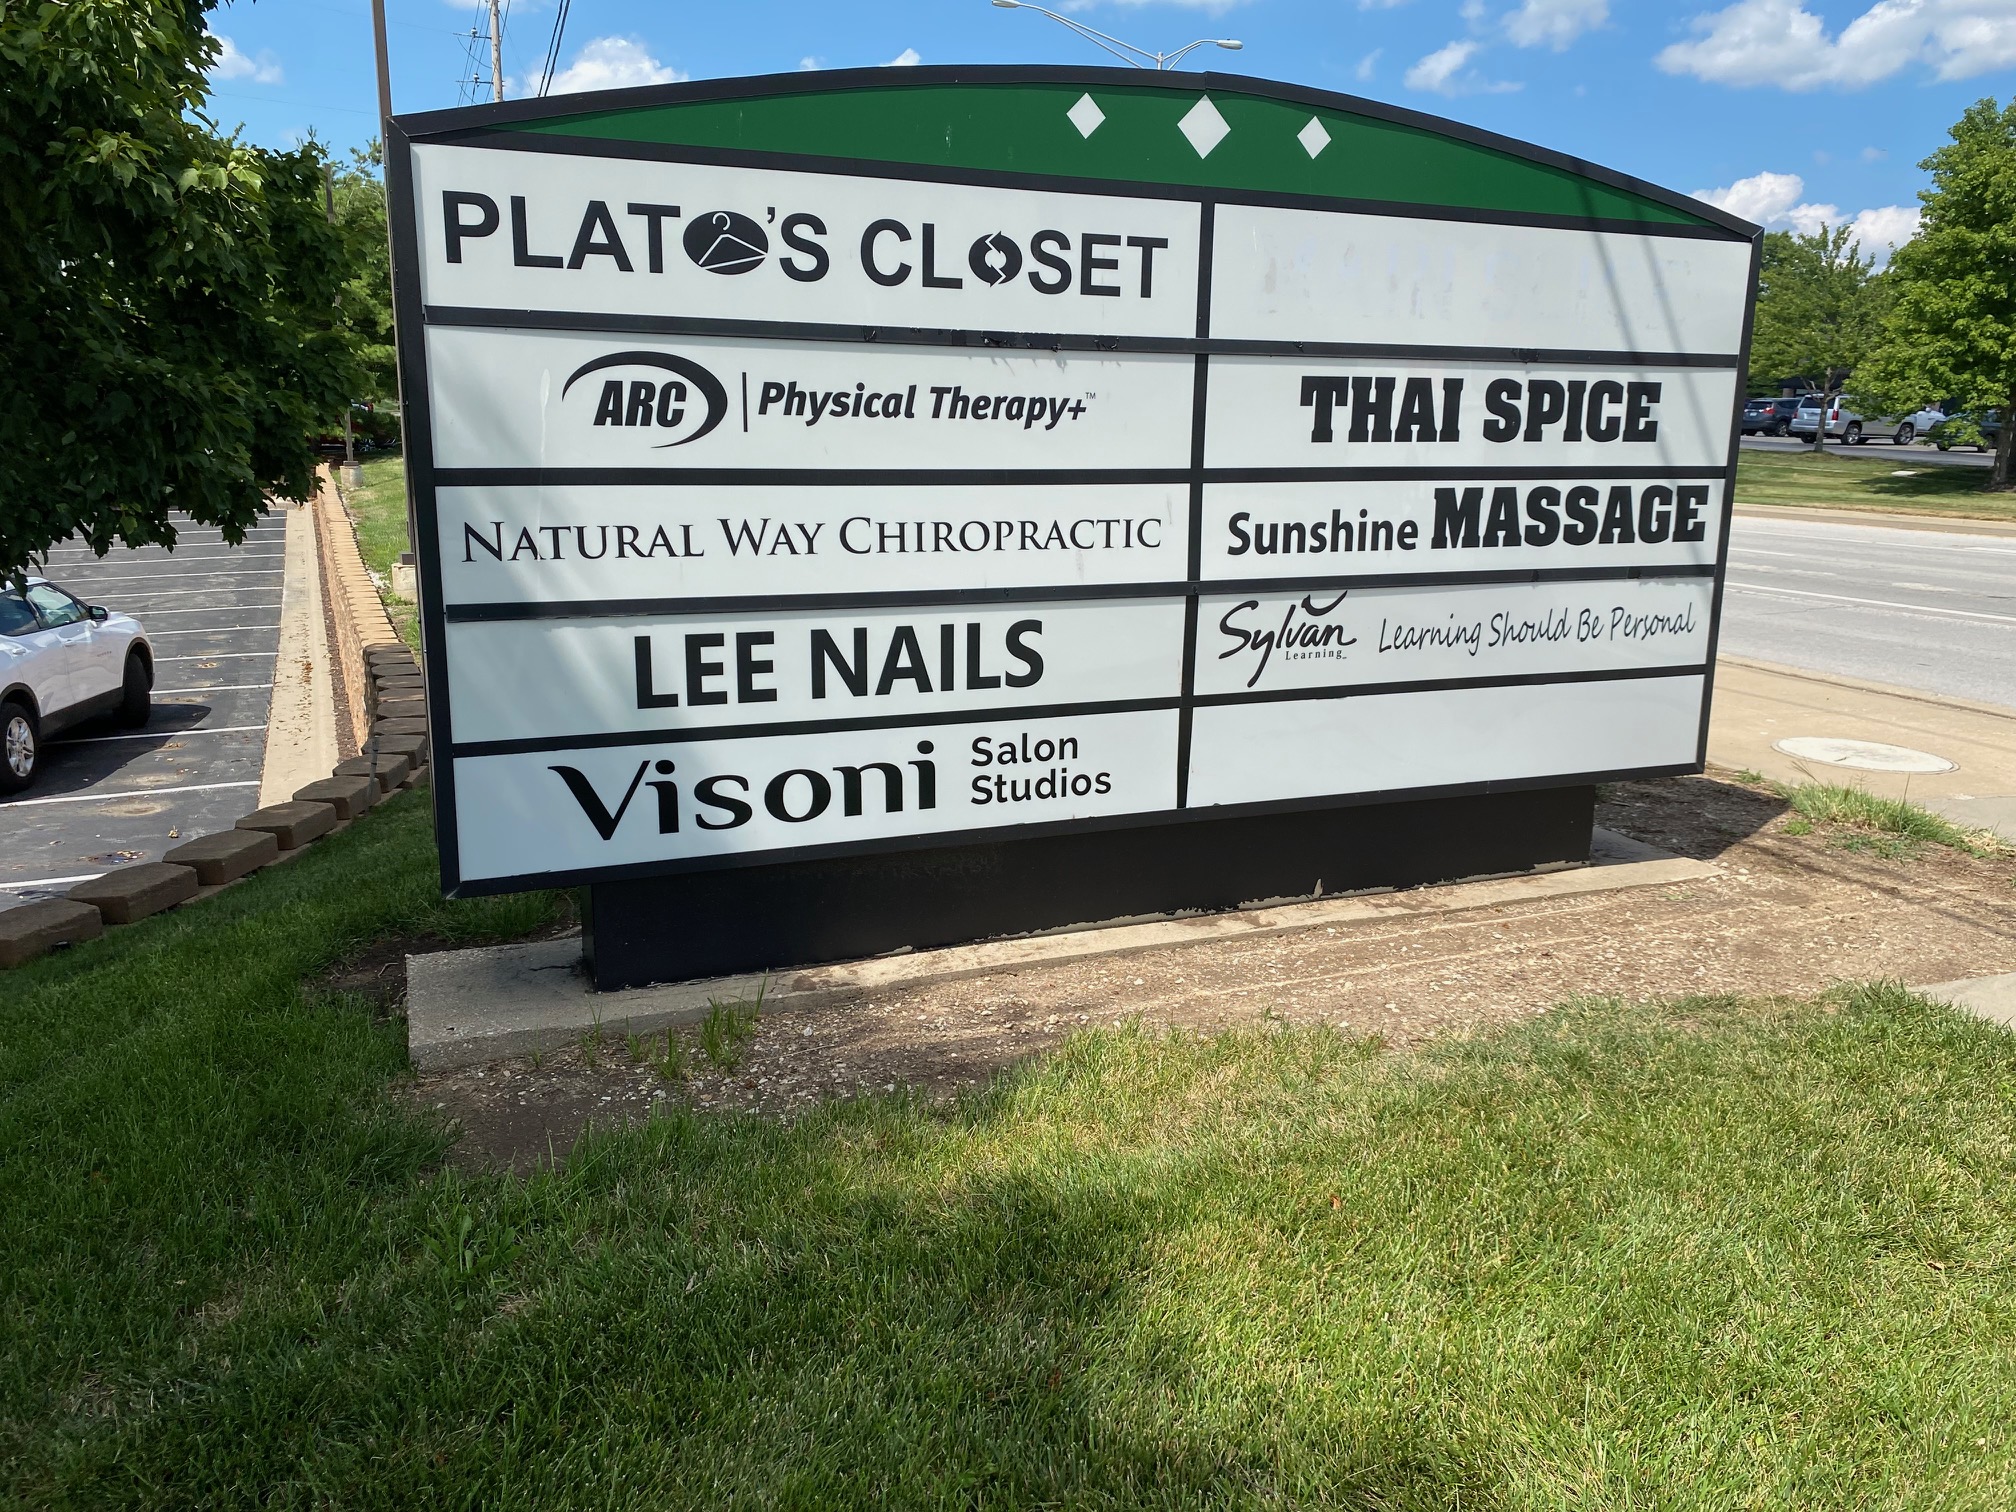 PLATO'S CLOSET
ARC Physical Therapy+™
THAI SPICE
NATURAL WAY CHIROPRACTIC
Sunshine MASSAGE
LEE NAILS
Sylvan Learning™ Learning Should Be Personal
Visoni Salon
Studios